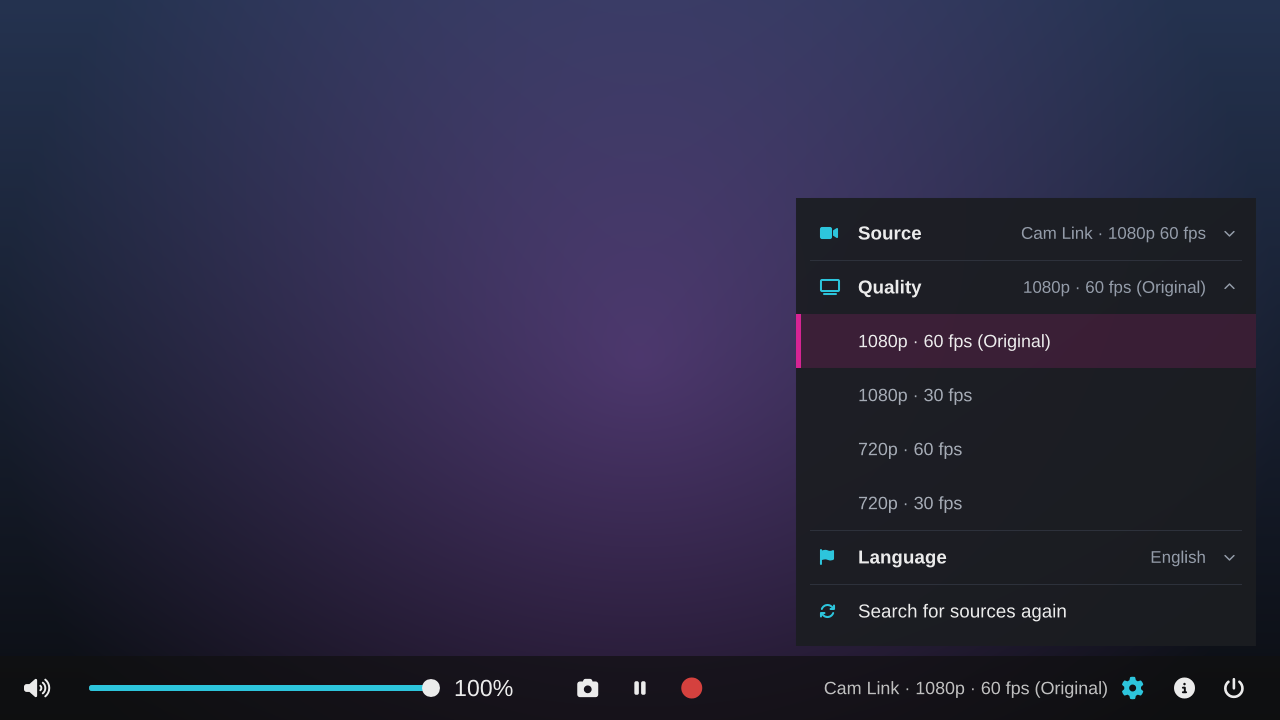 Source Cam Link · 1080p 60 fps
Quality 1080p · 60 fps (Original)
1080p · 60 fps (Original)
1080p · 30 fps
720p · 60 fps
720p · 30 fps
Language English
Search for sources again
100% Cam Link · 1080p · 60 fps (Original)